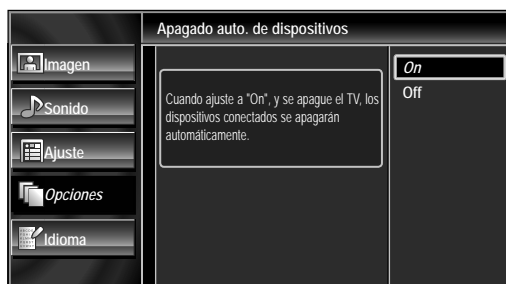 Apagado auto. de dispositivos
Imagen
Sonido
Ajuste
Opciones
Idioma
Cuando ajuste a "On", y se apague el TV, los
dispositivos conectados se apagarán
automáticamente.
On
Off